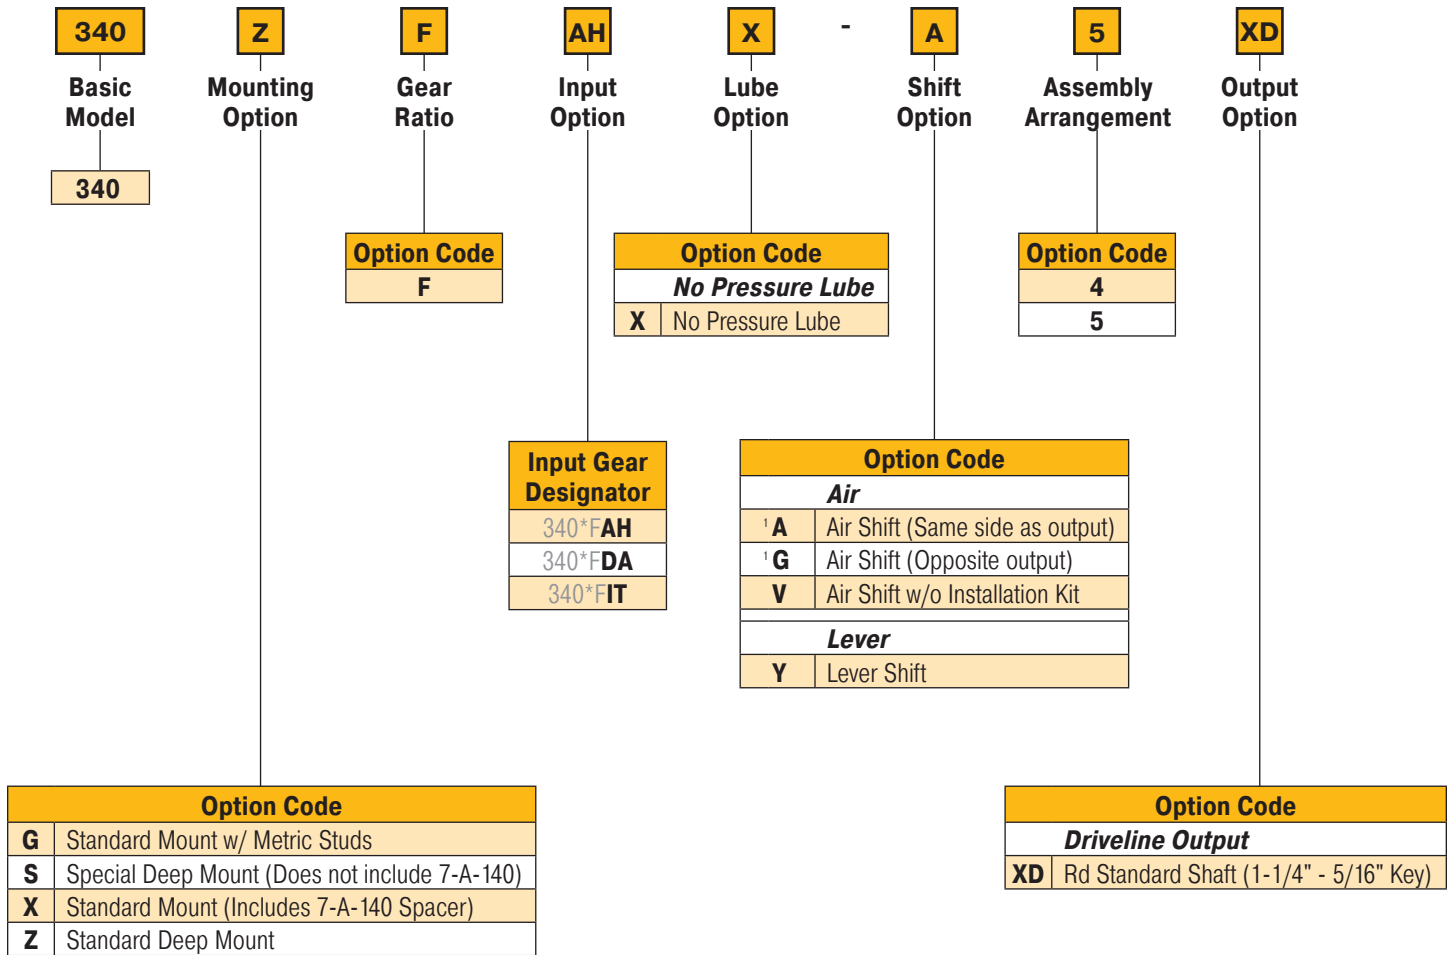 340 Z F AH X - A 5 XD
Basic Model
Mounting Option
Gear Ratio
Input Option
Lube Option
Shift Option
Assembly Arrangement
Output Option
340
Option Code
F
Option Code
No Pressure Lube
X No Pressure Lube
Option Code
4
5
Input Gear Designator
340*FAH
340*FDA
340*FIT
Option Code
Air
¹ A Air Shift (Same side as output)
¹ G Air Shift (Opposite output)
V Air Shift w/o Installation Kit
Lever
Y Lever Shift
Option Code
G Standard Mount w/ Metric Studs
S Special Deep Mount (Does not include 7-A-140)
X Standard Mount (Includes 7-A-140 Spacer)
Z Standard Deep Mount
Option Code
Driveline Output
XD Rd Standard Shaft (1-1/4" - 5/16" Key)